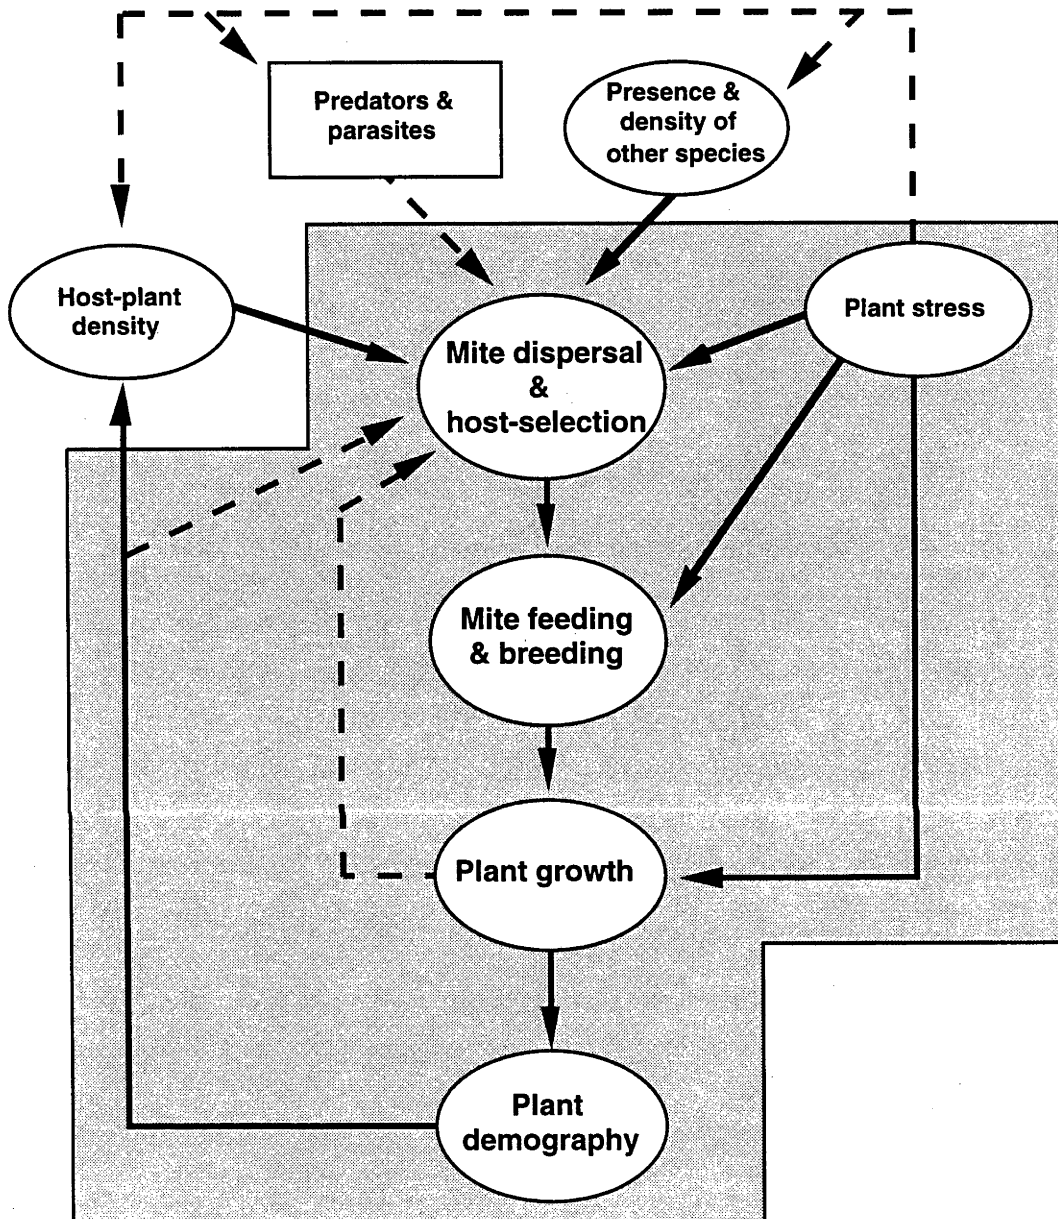 Predators &
parasites
Presence &
density of
other species
Host-plant
density
Plant stress
Mite dispersal
&
host-selection
Mite feeding
& breeding
Plant growth
Plant
demography